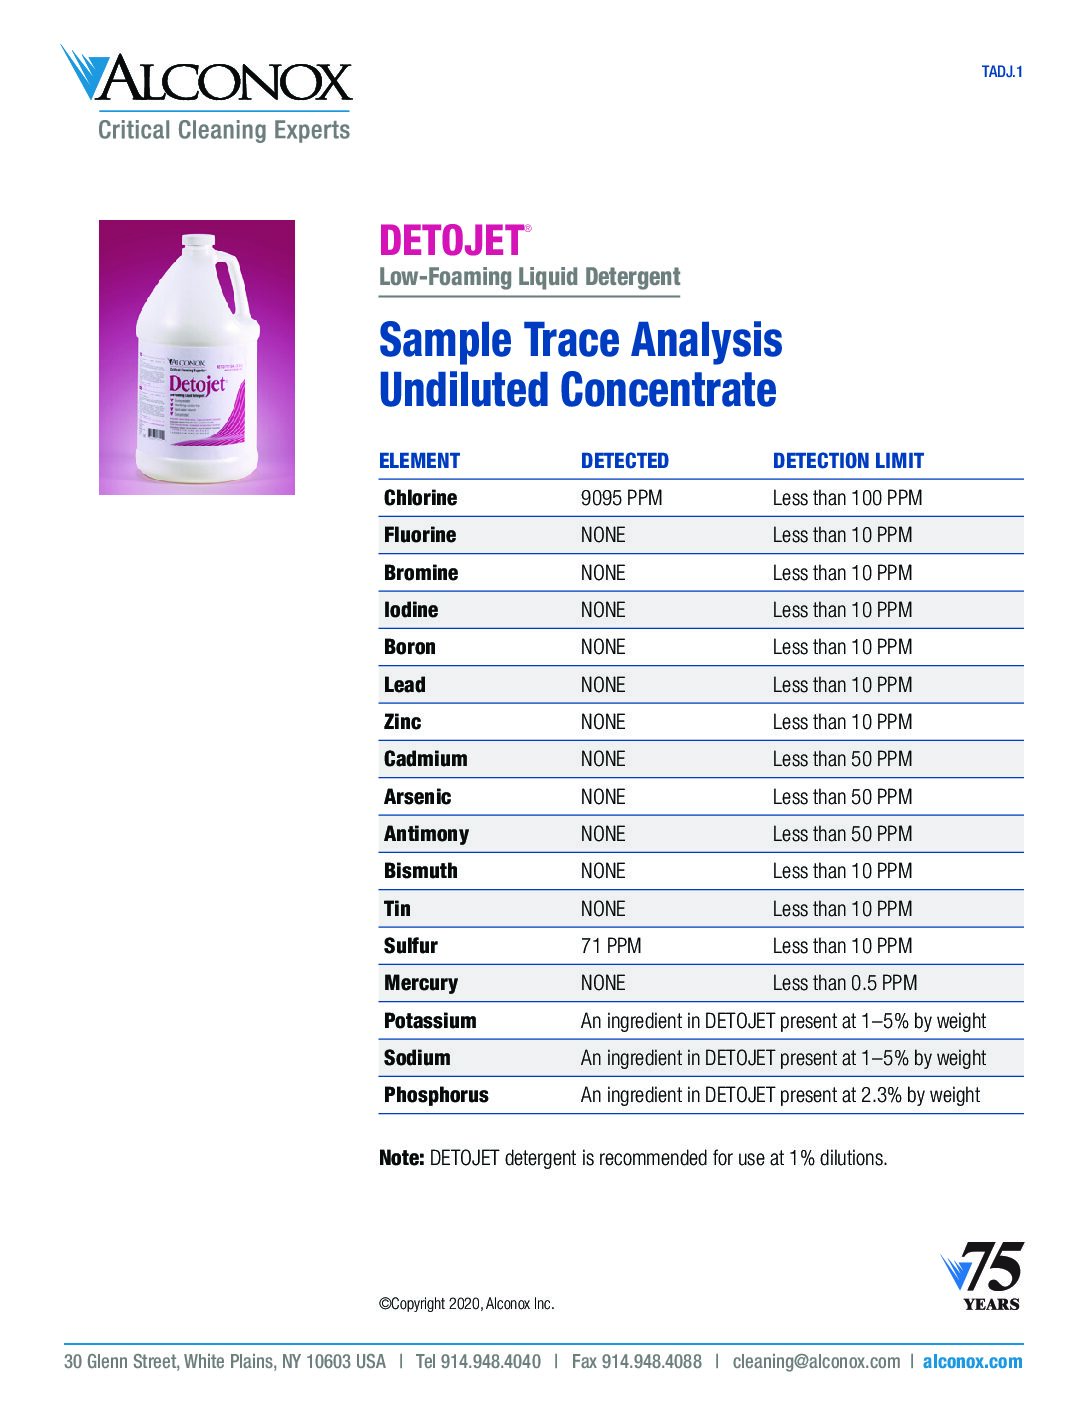 ALCONOX
Critical Cleaning Experts
TADJ.1
ALCONOX
Detojet
DETOJET®
Low-Foaming Liquid Detergent
Sample Trace Analysis
Undiluted Concentrate
ELEMENT DETECTED DETECTION LIMIT
Chlorine 9095 PPM Less than 100 PPM
Fluorine NONE Less than 10 PPM
Bromine NONE Less than 10 PPM
Iodine NONE Less than 10 PPM
Boron NONE Less than 10 PPM
Lead NONE Less than 10 PPM
Zinc NONE Less than 10 PPM
Cadmium NONE Less than 50 PPM
Arsenic NONE Less than 50 PPM
Antimony NONE Less than 50 PPM
Bismuth NONE Less than 10 PPM
Tin NONE Less than 10 PPM
Sulfur 71 PPM Less than 10 PPM
Mercury NONE Less than 0.5 PPM
Potassium An ingredient in DETOJET present at 1–5% by weight
Sodium An ingredient in DETOJET present at 1–5% by weight
Phosphorus An ingredient in DETOJET present at 2.3% by weight
Note: DETOJET detergent is recommended for use at 1% dilutions.
75
YEARS
©Copyright 2020, Alconox Inc.
30 Glenn Street, White Plains, NY 10603 USA | Tel 914.948.4040 | Fax 914.948.4088 | cleaning@alconox.com | alconox.com